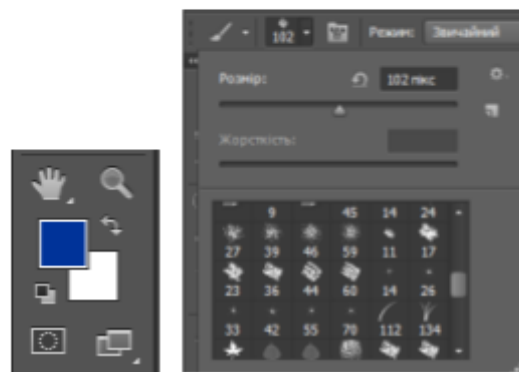 102 Режим: Звичайний
Розмір: 102 пікс
Жорсткість:
9 45 14 24
27 39 46 59 11 17
23 36 44 60 14 26
33 42 55 70 112 134